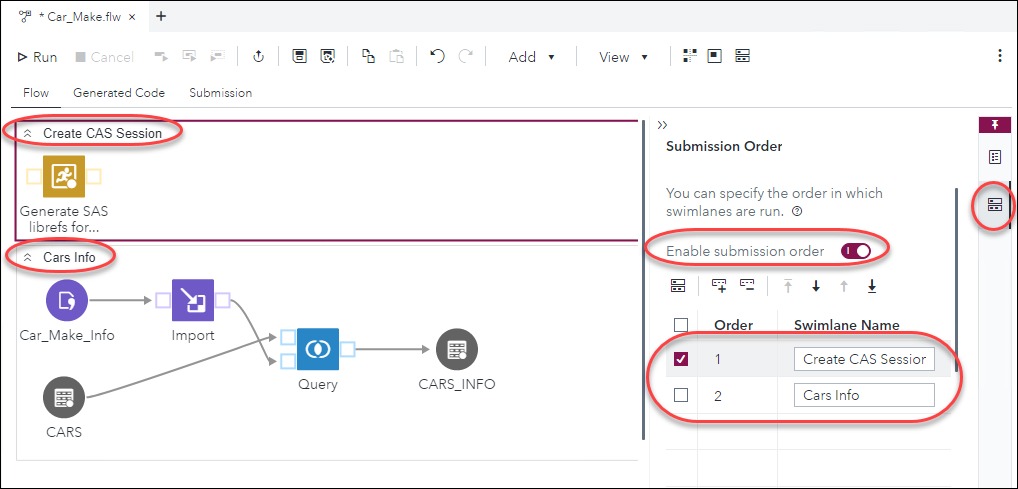 * Car_Make.flw
Run
Cancel
Add
View
Flow
Generated Code
Submission
Create CAS Session
Generate SAS
librefs for...
Cars Info
Car_Make_Info
Import
Query
CARS_INFO
CARS
Submission Order
You can specify the order in which
swimlanes are run.
Enable submission order
Order
Swimlane Name
1
Create CAS Session
2
Cars Info